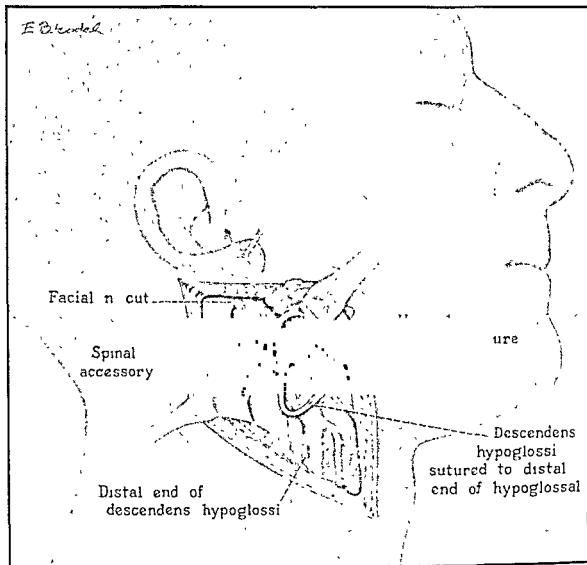 Facial n cut
ure
Spinal
accessory
Descendens
hypoglossi
sutured to distal
end of hypoglossal
Distal end of
descendens hypoglossi